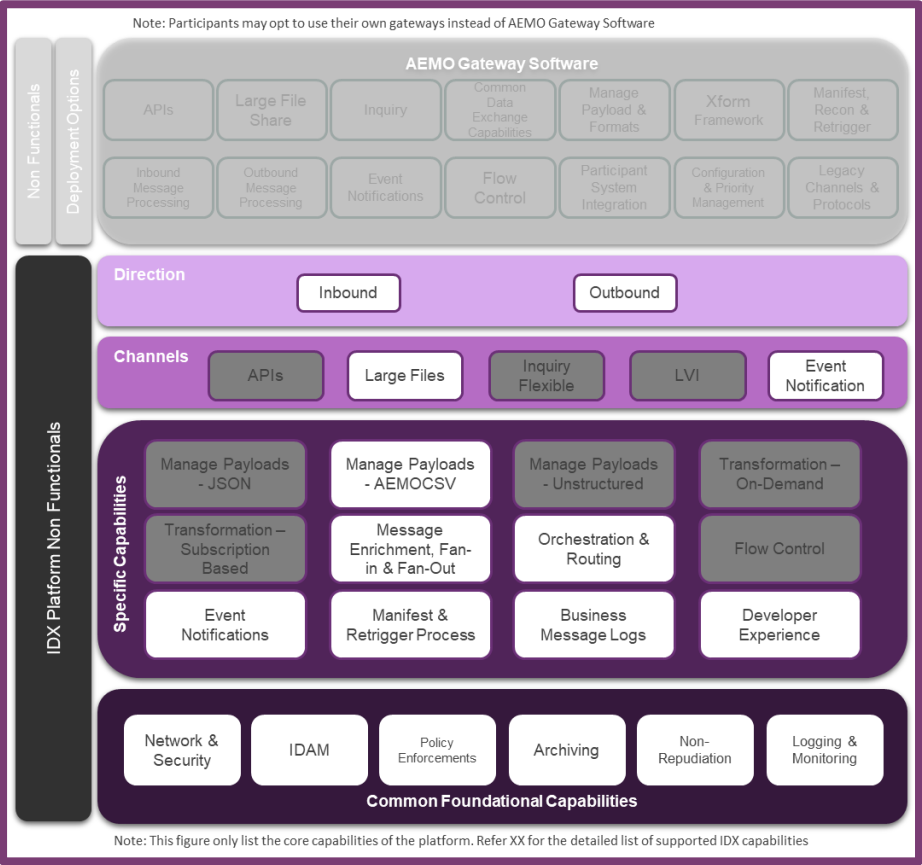 Note: Participants may opt to use their own gateways instead of AEMO Gateway Software
Non Functionals
Deployment Options
AEMO Gateway Software
APIs
Large File
Share
Inquiry
Common
Data
Exchange
Capabilities
Manage
Payload &
Formats
Xform
Framework
Manifest,
Recon &
Retrigger
Inbound
Message
Processing
Outbound
Message
Processing
Event
Notifications
Flow
Control
Participant
System
Integration
Configuration
& Priority
Management
Legacy
Channels &
Protocols
IDX Platform Non Functionals
Direction
Inbound
Outbound
Channels
APIs
Large Files
Inquiry
Flexible
LVI
Event
Notification
Specific Capabilities
Manage Payloads
- JSON
Manage Payloads
- AEMOCSV
Manage Payloads
- Unstructured
Transformation –
On-Demand
Transformation –
Subscription
Based
Message
Enrichment, Fan-
in & Fan-Out
Orchestration &
Routing
Flow Control
Event
Notifications
Manifest &
Retrigger Process
Business
Message Logs
Developer
Experience
Network &
Security
IDAM
Policy
Enforcements
Archiving
Non-
Repudiation
Logging &
Monitoring
Common Foundational Capabilities
Note: This figure only list the core capabilities of the platform. Refer XX for the detailed list of supported IDX capabilities